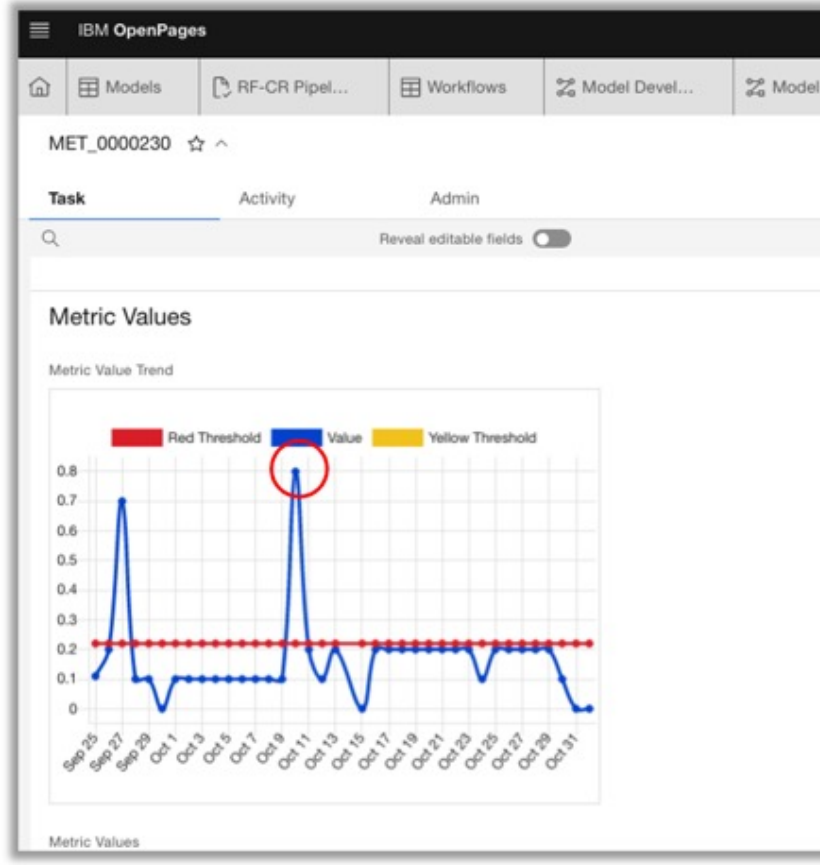 IBM OpenPages
Models
RF-CR Pipel...
Workflows
Model Devel...
Model
MET_0000230
Task
Activity
Admin
Reveal editable fields
Metric Values
Metric Value Trend
Red Threshold
Value
Yellow Threshold
0.8
0.7
0.6
0.5
0.4
0.3
0.2
0.1
0
Sep 25
Sep 27
Sep 29
Oct 1
Oct 3
Oct 5
Oct 7
Oct 9
Oct 11
Oct 13
Oct 15
Oct 17
Oct 19
Oct 21
Oct 23
Oct 25
Oct 27
Oct 29
Oct 31
Metric Values